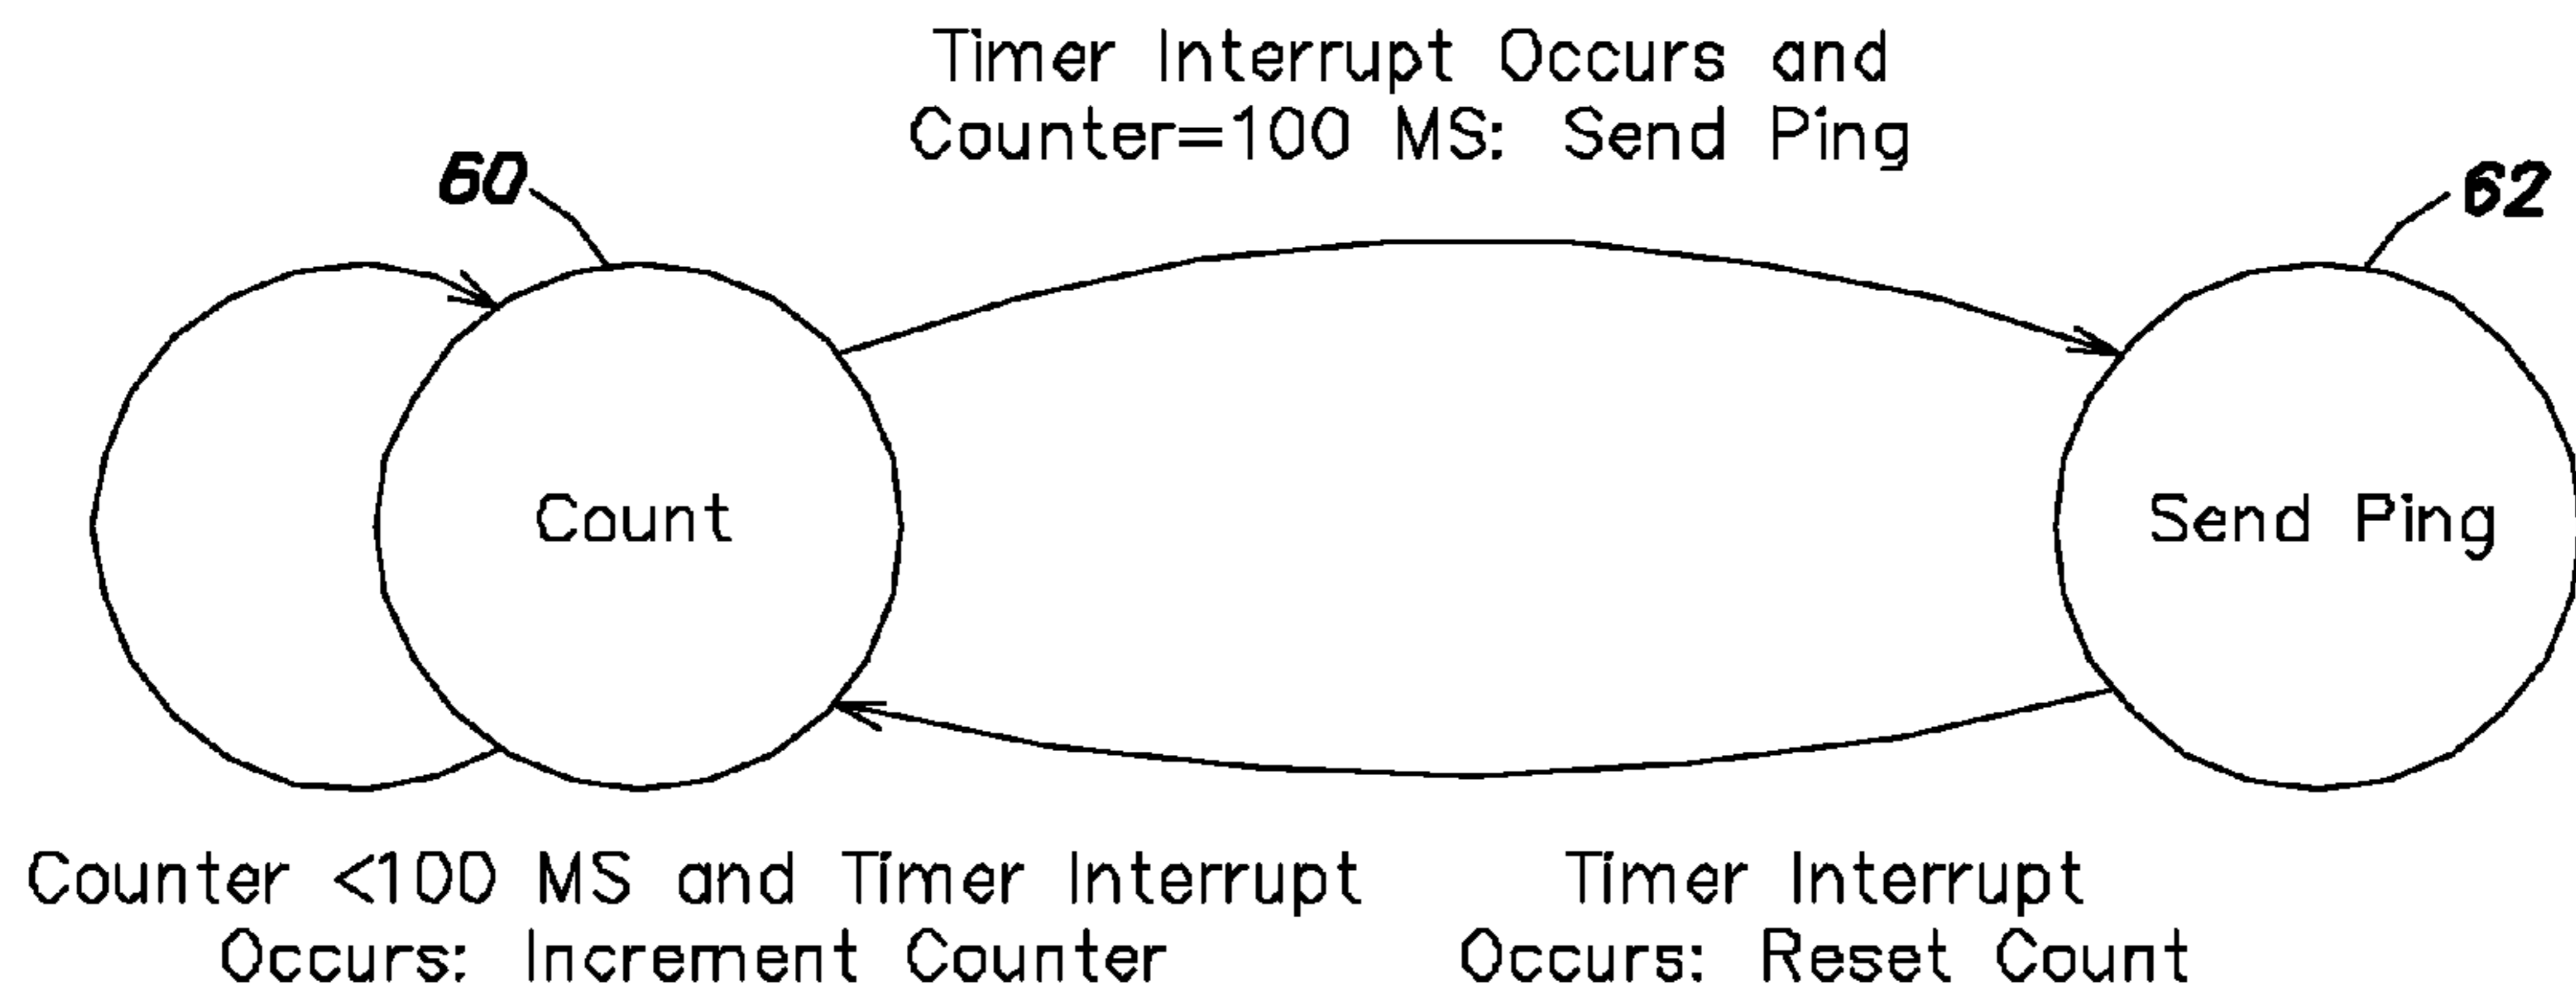 Timer Interrupt Occurs and
Counter=100 MS: Send Ping
60
62
Count
Send Ping
Counter <100 MS and Timer Interrupt
Occurs: Increment Counter
Timer Interrupt
Occurs: Reset Count